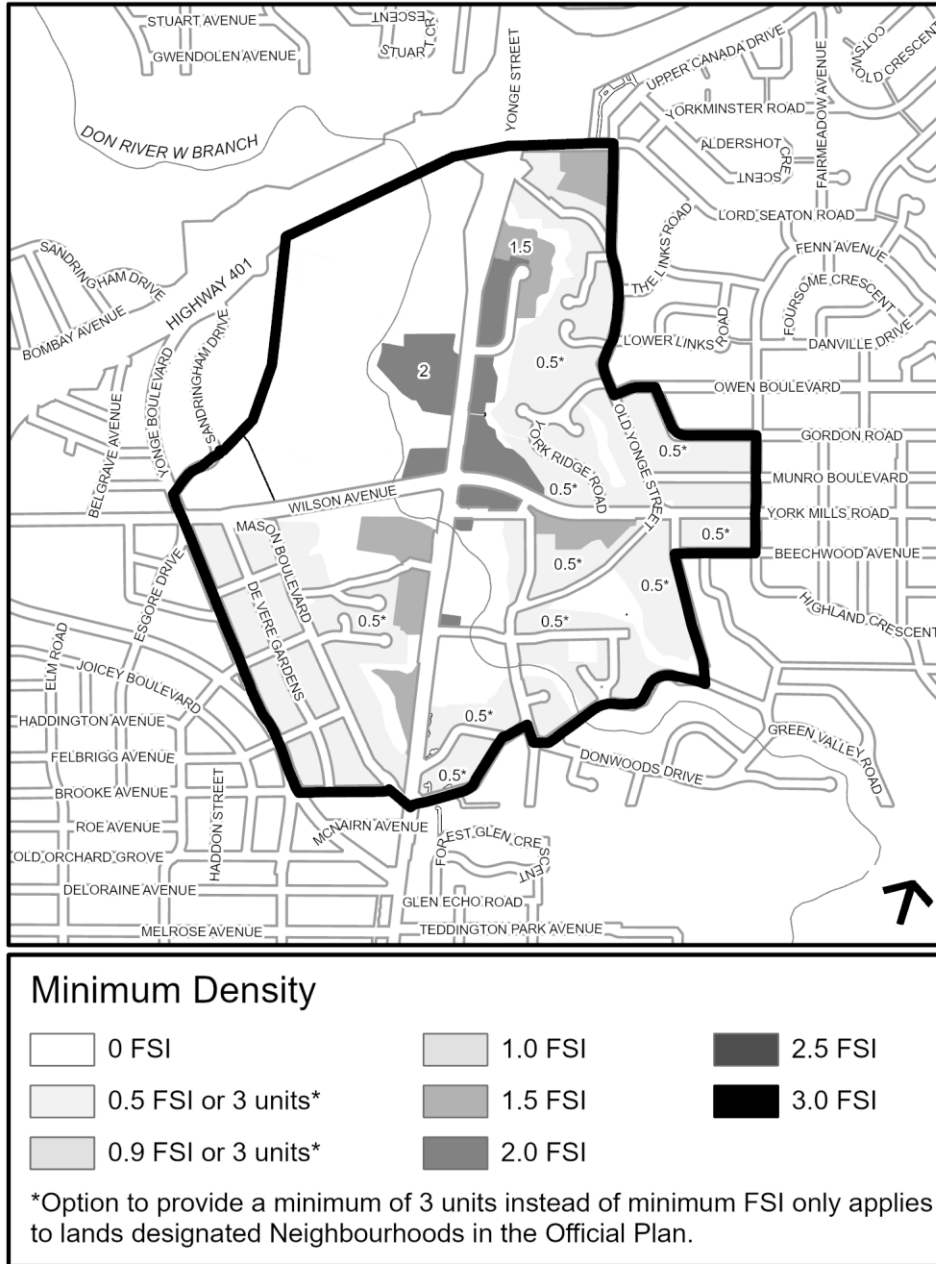 STUART AVENUE
GWENDOLEN AVENUE
STUART CR
ESCENT
YONGE STREET
UPPER CANADA DRIVE
COTSWOLD CRESCENT
FAIRMEADOW AVENUE
YORKMINSTER ROAD
ALDERSHOT
CRE
SCENT
DON RIVER W BRANCH
LORD SEATON ROAD
SANDRINGHAM DRIVE
HIGHWAY 401
1.5
THE LINKS ROAD
FENN AVENUE
FOURSOME CRESCENT
BOMBAY AVENUE
YONGE BOULEVARD
SANDRINGHAM DRIVE
LOWER LINKS
ROAD
DANVILLE DRIVE
0.5*
2
OWEN BOULEVARD
BELGRAVE AVENUE
OLD YONGE STREET
YORK RIDGE ROAD
GORDON ROAD
0.5*
MUNRO BOULEVARD
0.5*
WILSON AVENUE
YORK MILLS ROAD
MASON BOULEVARD
0.5*
BEECHWOOD AVENUE
ESGORE DRIVE
DE VERE GARDENS
0.5*
0.5*
HIGHLAND CRESCENT
ELM ROAD
0.5*
0.5*
JOICEY BOULEVARD
HADDINGTON AVENUE
0.5*
GREEN VALLEY ROAD
FELBRIGG AVENUE
DONWOODS DRIVE
0.5*
BROOKE AVENUE
HADDON STREET
MCNAIRN AVENUE
ROE AVENUE
FOREST GLEN CRE
SCENT
OLD ORCHARD GROVE
DELORAINE AVENUE
GLEN ECHO ROAD
MELROSE AVENUE
TEDDINGTON PARK AVENUE
Minimum Density
0 FSI
1.0 FSI
2.5 FSI
0.5 FSI or 3 units*
1.5 FSI
3.0 FSI
0.9 FSI or 3 units*
2.0 FSI
*Option to provide a minimum of 3 units instead of minimum FSI only applies
to lands designated Neighbourhoods in the Official Plan.